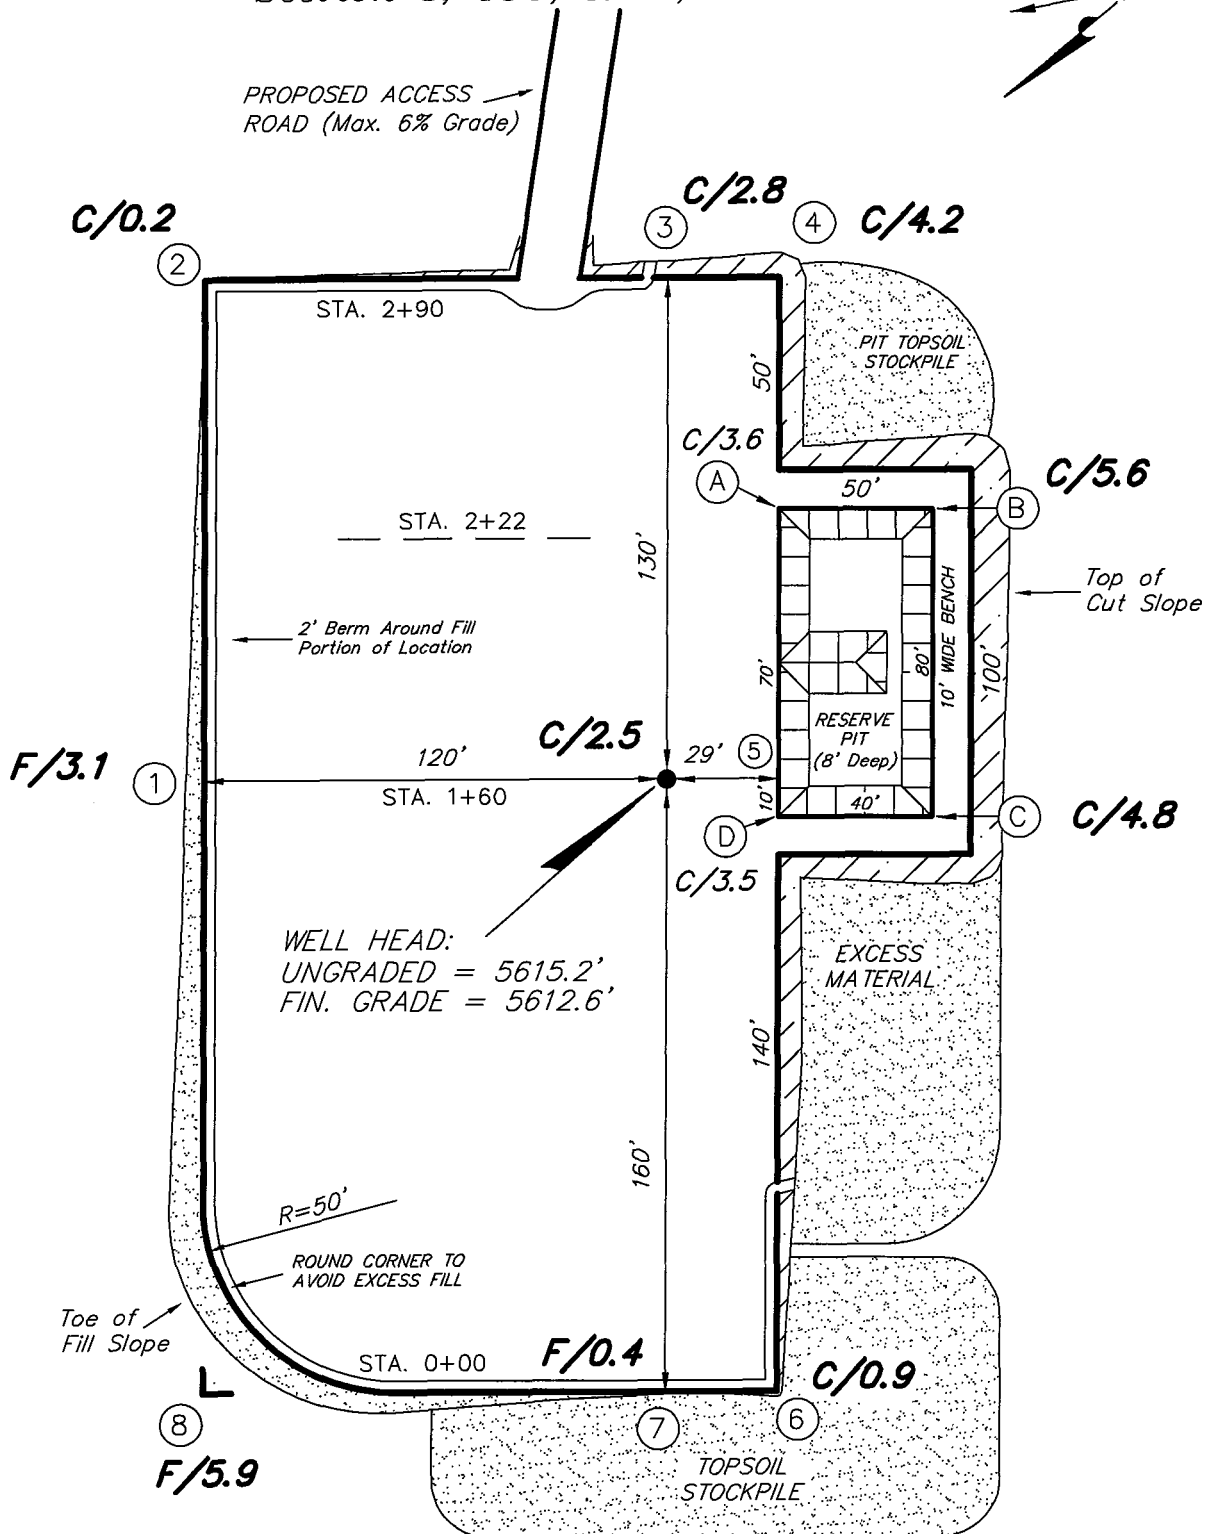 PROPOSED ACCESS
ROAD (Max. 6% Grade)
C/0.2
2
C/2.8
3
4
C/4.2
STA. 2+90
PIT TOPSOIL
STOCKPILE
50'
C/3.6
A
50'
C/5.6
B
STA. 2+22
130'
Top of
Cut Slope
2' Berm Around Fill
Portion of Location
70'
80'
10' WIDE BENCH
100'
RESERVE
PIT
(8' Deep)
F/3.1
1
120'
STA. 1+60
C/2.5
29'
5
10'
40'
D
C
C/4.8
C/3.5
WELL HEAD:
UNGRADED = 5615.2'
FIN. GRADE = 5612.6'
EXCESS
MATERIAL
140'
160'
R=50'
ROUND CORNER TO
AVOID EXCESS FILL
Toe of
Fill Slope
STA. 0+00
F/0.4
C/0.9
8
7
6
F/5.9
TOPSOIL
STOCKPILE